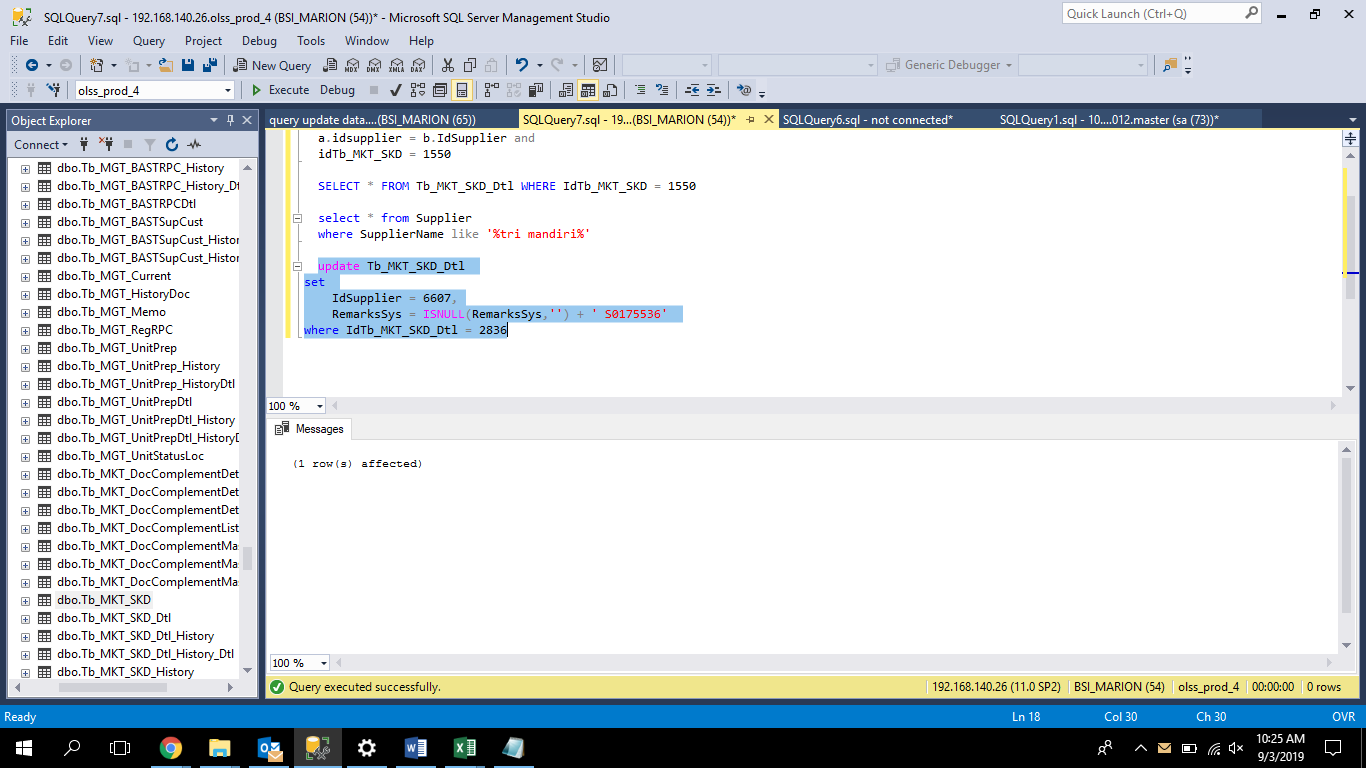 SQLQuery7.sql - 192.168.140.26.olss_prod_4 (BSI_MARION (54))* - Microsoft SQL Server Management Studio
Quick Launch (Ctrl+Q)
File Edit View Query Project Debug Tools Window Help
New Query MDX DMX XMLA DAX Generic Debugger
olss_prod_4 Execute Debug
Object Explorer
Connect
dbo.Tb_MGT_BASTRPC_History
dbo.Tb_MGT_BASTRPC_History_Dt
dbo.Tb_MGT_BASTRPCDtl
dbo.Tb_MGT_BASTSupCust
dbo.Tb_MGT_BASTSupCust_Histor
dbo.Tb_MGT_BASTSupCust_Histor
dbo.Tb_MGT_Current
dbo.Tb_MGT_HistoryDoc
dbo.Tb_MGT_Memo
dbo.Tb_MGT_RegRPC
dbo.Tb_MGT_UnitPrep
dbo.Tb_MGT_UnitPrep_History
dbo.Tb_MGT_UnitPrep_HistoryDtl
dbo.Tb_MGT_UnitPrepDtl
dbo.Tb_MGT_UnitPrepDtl_History
dbo.Tb_MGT_UnitPrepDtl_HistoryD
dbo.Tb_MGT_UnitStatusLoc
dbo.Tb_MKT_DocComplementDet
dbo.Tb_MKT_DocComplementDet
dbo.Tb_MKT_DocComplementDet
dbo.Tb_MKT_DocComplementList
dbo.Tb_MKT_DocComplementMa
dbo.Tb_MKT_DocComplementMa
dbo.Tb_MKT_DocComplementMa
dbo.Tb_MKT_SKD
dbo.Tb_MKT_SKD_Dtl
dbo.Tb_MKT_SKD_Dtl_History
dbo.Tb_MKT_SKD_Dtl_History_Dtl
dbo.Tb_MKT_SKD_History
query update data....(BSI_MARION (65)) SQLQuery7.sql - 19...(BSI_MARION (54))* SQLQuery6.sql - not connected* SQLQuery1.sql - 10....012.master (sa (73))*
a.idsupplier = b.IdSupplier and
idTb_MKT_SKD = 1550
SELECT * FROM Tb_MKT_SKD_Dtl WHERE IdTb_MKT_SKD = 1550
select * from Supplier
where SupplierName like '%tri mandiri%'
update Tb_MKT_SKD_Dtl
set
IdSupplier = 6607,
RemarksSys = ISNULL(RemarksSys,'') + ' S0175536'
where IdTb_MKT_SKD_Dtl = 2836
100 %
Messages
(1 row(s) affected)
100 %
Query executed successfully. 192.168.140.26 (11.0 SP2) BSI_MARION (54) olss_prod_4 00:00:00 0 rows
Ready Ln 18 Col 30 Ch 30 OVR
10:25 AM
9/3/2019